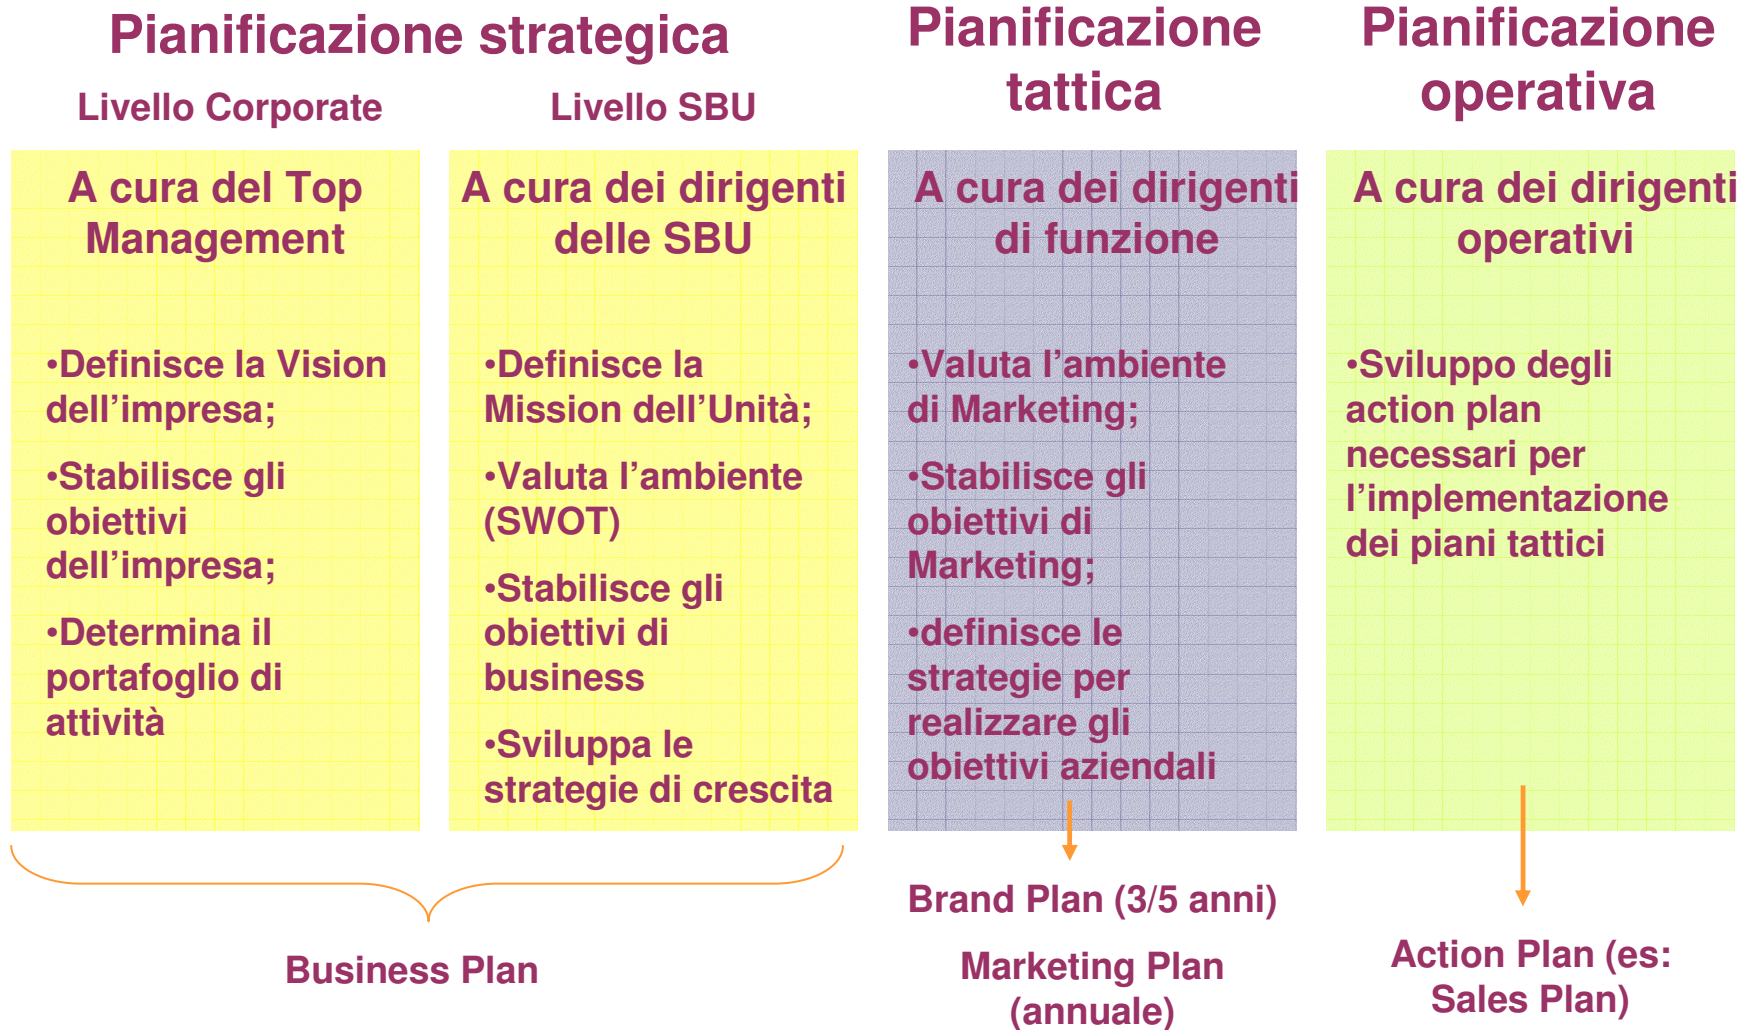 Pianificazione strategica
Livello Corporate
Livello SBU
Pianificazione
tattica
Pianificazione
operativa
A cura del Top
Management
•Definisce la Vision
dell’impresa;
•Stabilisce gli
obiettivi
dell’impresa;
•Determina il
portafoglio di
attività
A cura dei dirigenti
delle SBU
•Definisce la
Mission dell’Unità;
•Valuta l’ambiente
(SWOT)
•Stabilisce gli
obiettivi di
business
•Sviluppa le
strategie di crescita
A cura dei dirigenti
di funzione
•Valuta l’ambiente
di Marketing;
•Stabilisce gli
obiettivi di
Marketing;
•definisce le
strategie per
realizzare gli
obiettivi aziendali
A cura dei dirigenti
operativi
•Sviluppo degli
action plan
necessari per
l’implementazione
dei piani tattici
Business Plan
Brand Plan (3/5 anni)
Marketing Plan
(annuale)
Action Plan (es:
Sales Plan)